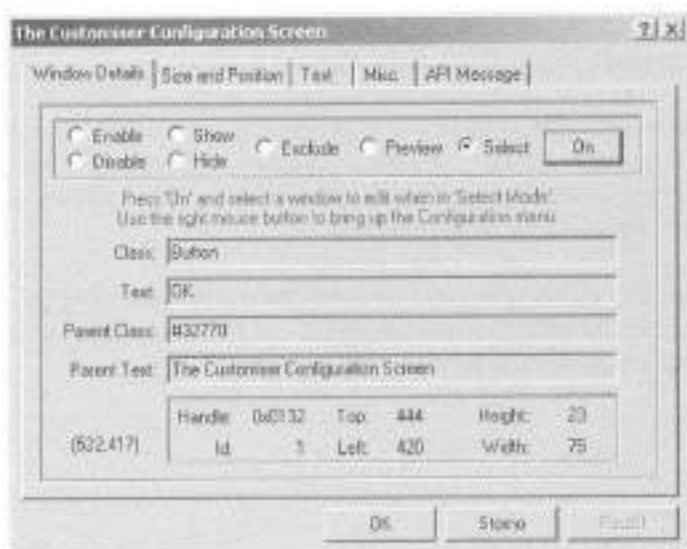 The Customiser Configuration Screen
Window Details Size and Position Text Misc. API Message
Enable Show Exclude Preview Select On
Disable Hide
Press 'On' and select a window to edit when in 'Select Mode'.
Use the right mouse button to bring up the Configuration menu
Class: Button
Text: OK
Parent Class: #32770
Parent Text: The Customiser Configuration Screen
Handle: 0x0132 Top: 444 Height: 23
(522,417) Id: 1 Left: 420 Width: 75
OK